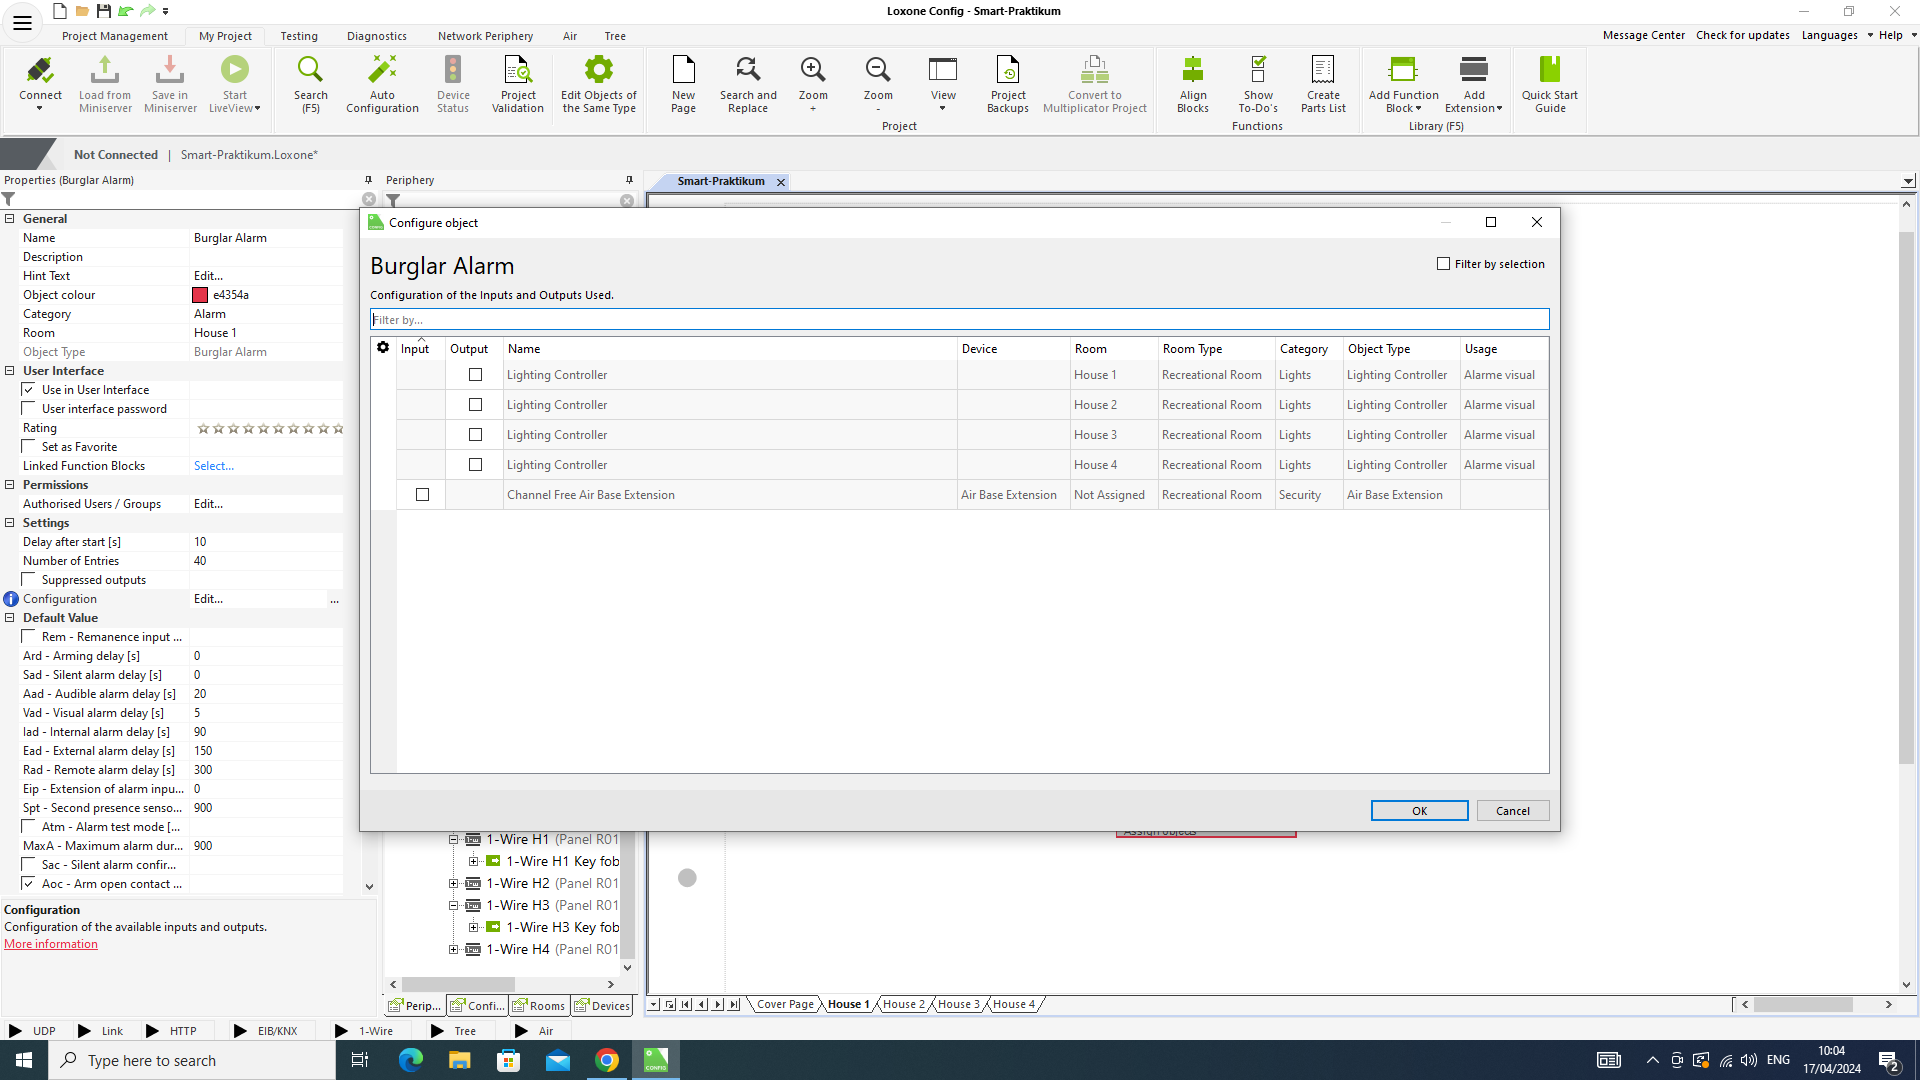 Loxone Config - Smart-Praktikum
Project Management My Project Testing Diagnostics Network Periphery Air Tree Message Center Check for updates Languages Help
Connect Load from Miniserver Save in Miniserver Start LiveView Search (F5) Auto Configuration Device Status Project Validation Edit Objects of the Same Type New Page Search and Replace Zoom + Zoom - View Project Backups Convert to Multiplicator Project Align Blocks Show To-Do's Create Parts List Add Function Block Add Extension Quick Start Guide
Project Functions Library (F5)
Not Connected | Smart-Praktikum.Loxone*
Properties (Burglar Alarm) Periphery Smart-Praktikum
General
Name Burglar Alarm
Description
Hint Text Edit...
Object colour e4354a
Category Alarm
Room House 1
Object Type Burglar Alarm
User Interface
Use in User Interface
User interface password
Rating
Set as Favorite
Linked Function Blocks Select...
Permissions
Authorised Users / Groups Edit...
Settings
Delay after start [s] 10
Number of Entries 40
Suppressed outputs
Configuration Edit... ...
Default Value
Rem - Remanence input ...
Ard - Arming delay [s] 0
Sad - Silent alarm delay [s] 0
Aad - Audible alarm delay [s] 20
Vad - Visual alarm delay [s] 5
Iad - Internal alarm delay [s] 90
Ead - External alarm delay [s] 150
Rad - Remote alarm delay [s] 300
Eip - Extension of alarm inpu... 0
Spt - Second presence senso... 900
Atm - Alarm test mode [...
MaxA - Maximum alarm dur... 900
Sac - Silent alarm confir...
Aoc - Arm open contact ...
Configuration
Configuration of the available inputs and outputs.
More information
Configure object
Burglar Alarm
Filter by selection
Configuration of the Inputs and Outputs Used.
Filter by...
Input Output Name Device Room Room Type Category Object Type Usage
Lighting Controller House 1 Recreational Room Lights Lighting Controller Alarme visual
Lighting Controller House 2 Recreational Room Lights Lighting Controller Alarme visual
Lighting Controller House 3 Recreational Room Lights Lighting Controller Alarme visual
Lighting Controller House 4 Recreational Room Lights Lighting Controller Alarme visual
Channel Free Air Base Extension Air Base Extension Not Assigned Recreational Room Security Air Base Extension
OK Cancel
Assign objects
1-Wire H1 (Panel R01
1-Wire H1 Key fob
1-Wire H2 (Panel R01
1-Wire H3 (Panel R01
1-Wire H3 Key fob
1-Wire H4 (Panel R01
Perip... Confi... Rooms Devices
Cover Page House 1 House 2 House 3 House 4
UDP Link HTTP EIB/KNX 1-Wire Tree Air
Type here to search
CONFIG
ENG
10:04
17/04/2024
2